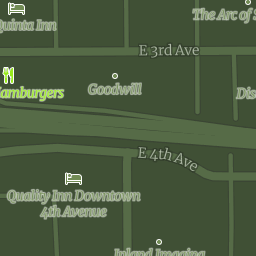 The Arc of S
Quinta Inn
E 3rd Ave
Goodwill
Hamburgers
Dis
E 4th Ave
Quality Inn Downtown
4th Avenue
Inland Imaging